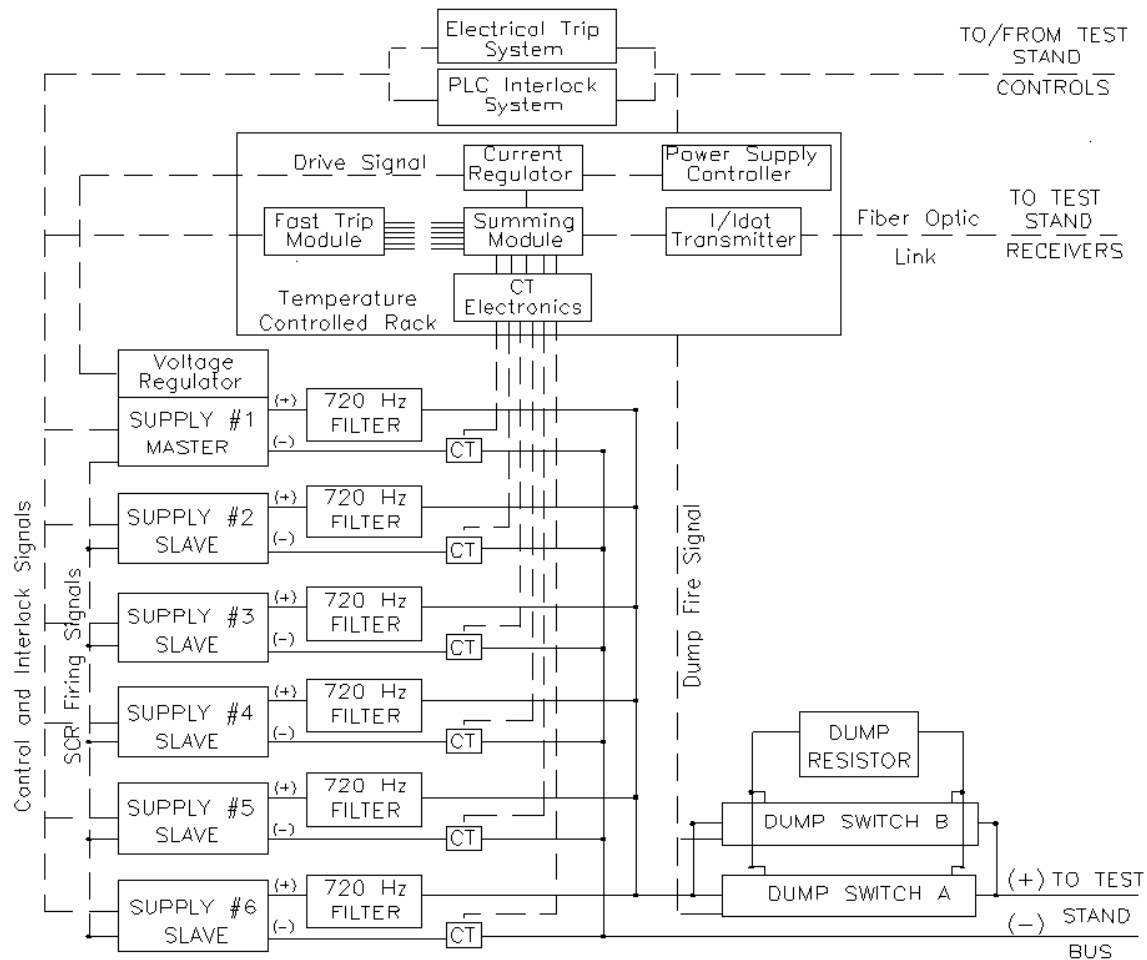 Electrical Trip
System
PLC Interlock
System
TO/FROM TEST
STAND
CONTROLS
Drive Signal
Current
Regulator
Power Supply
Controller
Fast Trip
Module
Summing
Module
I/Idot
Transmitter
Fiber Optic
Link
TO TEST
STAND
RECEIVERS
CT
Electronics
Temperature
Controlled Rack
Voltage
Regulator
SUPPLY #1
MASTER
(+)
(-)
720 Hz
FILTER
CT
SUPPLY #2
SLAVE
(+)
(-)
720 Hz
FILTER
CT
SUPPLY #3
SLAVE
(+)
(-)
720 Hz
FILTER
CT
SUPPLY #4
SLAVE
(+)
(-)
720 Hz
FILTER
CT
SUPPLY #5
SLAVE
(+)
(-)
720 Hz
FILTER
CT
SUPPLY #6
SLAVE
(+)
(-)
720 Hz
FILTER
CT
Control and Interlock Signals
SCR Firing Signals
Dump Fire Signal
DUMP
RESISTOR
DUMP SWITCH B
DUMP SWITCH A
(+) TO TEST
(-) STAND
BUS